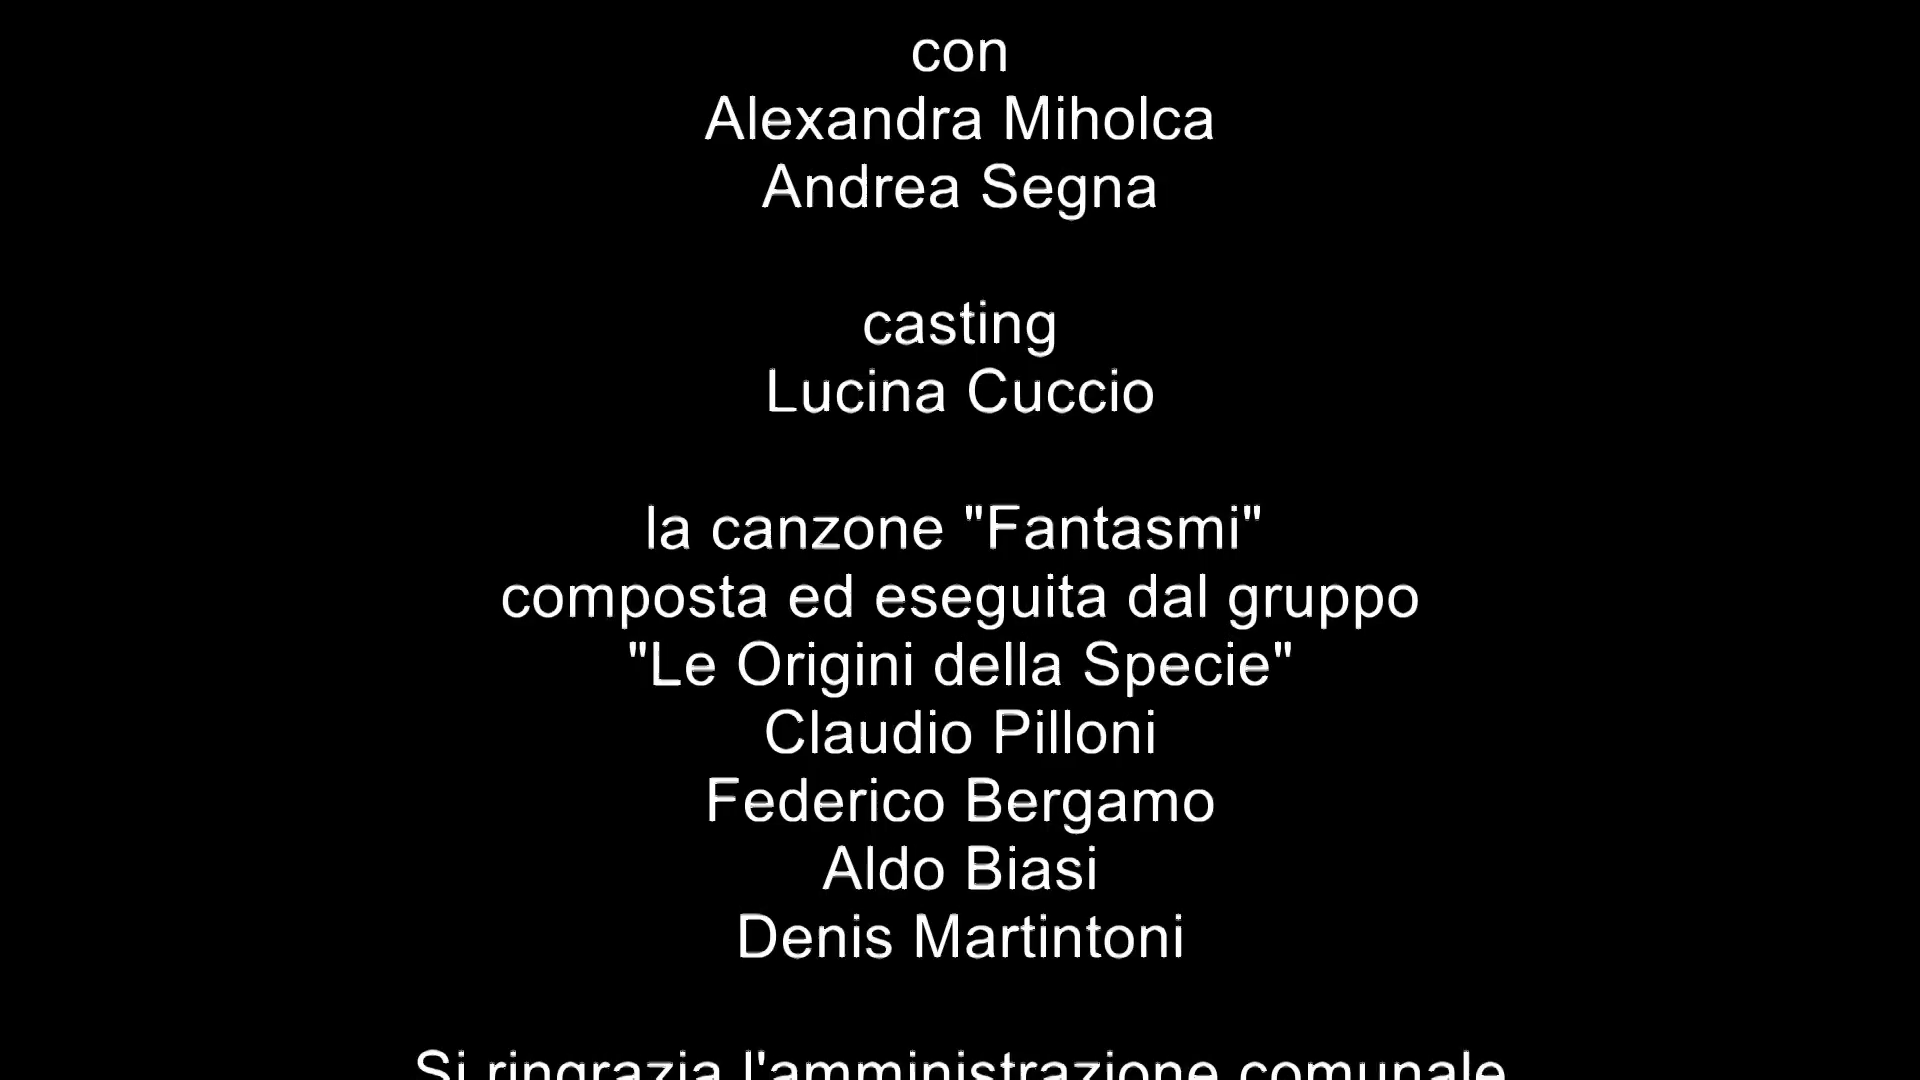 con
Alexandra Miholca
Andrea Segna
casting
Lucina Cuccio
la canzone "Fantasmi"
composta ed eseguita dal gruppo
"Le Origini della Specie"
Claudio Pilloni
Federico Bergamo
Aldo Biasi
Denis Martintoni
Si ringrazia l'amministrazione comunale